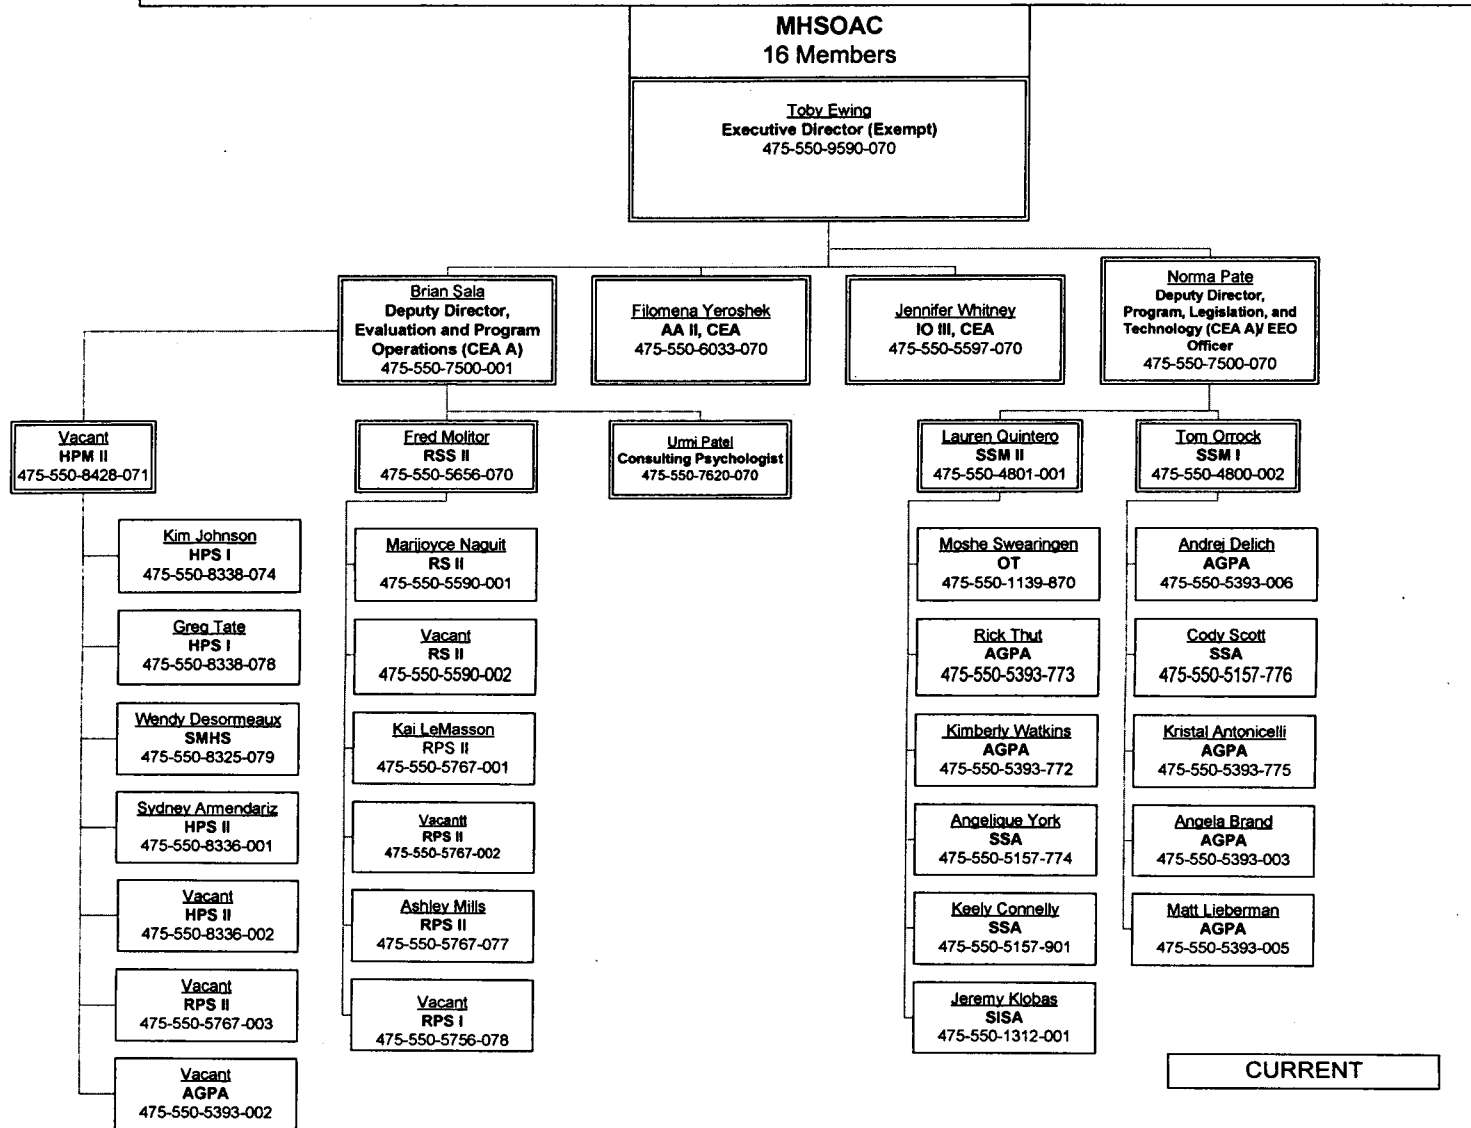 MHSOAC
16 Members
Toby Ewing
Executive Director (Exempt)
475-550-9590-070
Brian Sala
Deputy Director,
Evaluation and Program
Operations (CEA A)
475-550-7500-001
Filomena Yeroshek
AA II, CEA
475-550-6033-070
Jennifer Whitney
IO III, CEA
475-550-5597-070
Norma Pate
Deputy Director,
Program, Legislation, and
Technology (CEA A)/ EEO
Officer
475-550-7500-070
Vacant
HPM II
475-550-8428-071
Fred Molitor
RSS II
475-550-5656-070
Urmi Patel
Consulting Psychologist
475-550-7620-070
Lauren Quintero
SSM II
475-550-4801-001
Tom Orrock
SSM I
475-550-4800-002
Kim Johnson
HPS I
475-550-8338-074
Greg Tate
HPS I
475-550-8338-078
Wendy Desormeaux
SMHS
475-550-8325-079
Sydney Armendariz
HPS II
475-550-8336-001
Vacant
HPS II
475-550-8336-002
Vacant
RPS II
475-550-5767-003
Vacant
AGPA
475-550-5393-002
Marijoyce Naguit
RS II
475-550-5590-001
Vacant
RS II
475-550-5590-002
Kai LeMasson
RPS II
475-550-5767-001
Vacantt
RPS II
475-550-5767-002
Ashley Mills
RPS II
475-550-5767-077
Vacant
RPS I
475-550-5756-078
Moshe Swearingen
OT
475-550-1139-870
Rick Thut
AGPA
475-550-5393-773
Kimberly Watkins
AGPA
475-550-5393-772
Angelique York
SSA
475-550-5157-774
Keely Connelly
SSA
475-550-5157-901
Jeremy Klobas
SISA
475-550-1312-001
Andrej Delich
AGPA
475-550-5393-006
Cody Scott
SSA
475-550-5157-776
Kristal Antonicelli
AGPA
475-550-5393-775
Angela Brand
AGPA
475-550-5393-003
Matt Lieberman
AGPA
475-550-5393-005
CURRENT